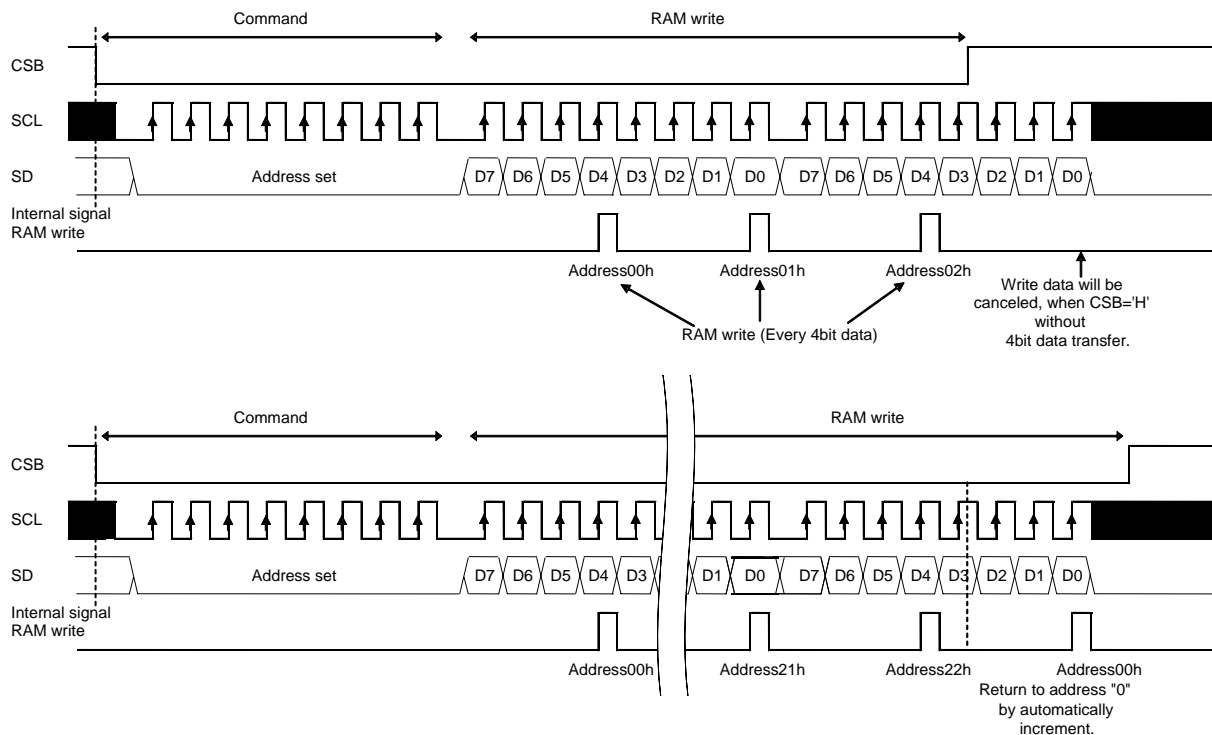 Command RAM write
CSB
SCL
SD Address set D7 D6 D5 D4 D3 D2 D1 D0 D7 D6 D5 D4 D3 D2 D1 D0
Internal signal
RAM write
Address00h Address01h Address02h
Write data will be
canceled, when CSB='H'
without
4bit data transfer.
RAM write (Every 4bit data)
Command RAM write
CSB
SCL
SD Address set D7 D6 D5 D4 D3 D1 D0 D7 D6 D5 D4 D3 D2 D1 D0
Internal signal
RAM write
Address00h Address21h Address22h Address00h
Return to address "0"
by automatically
increment.